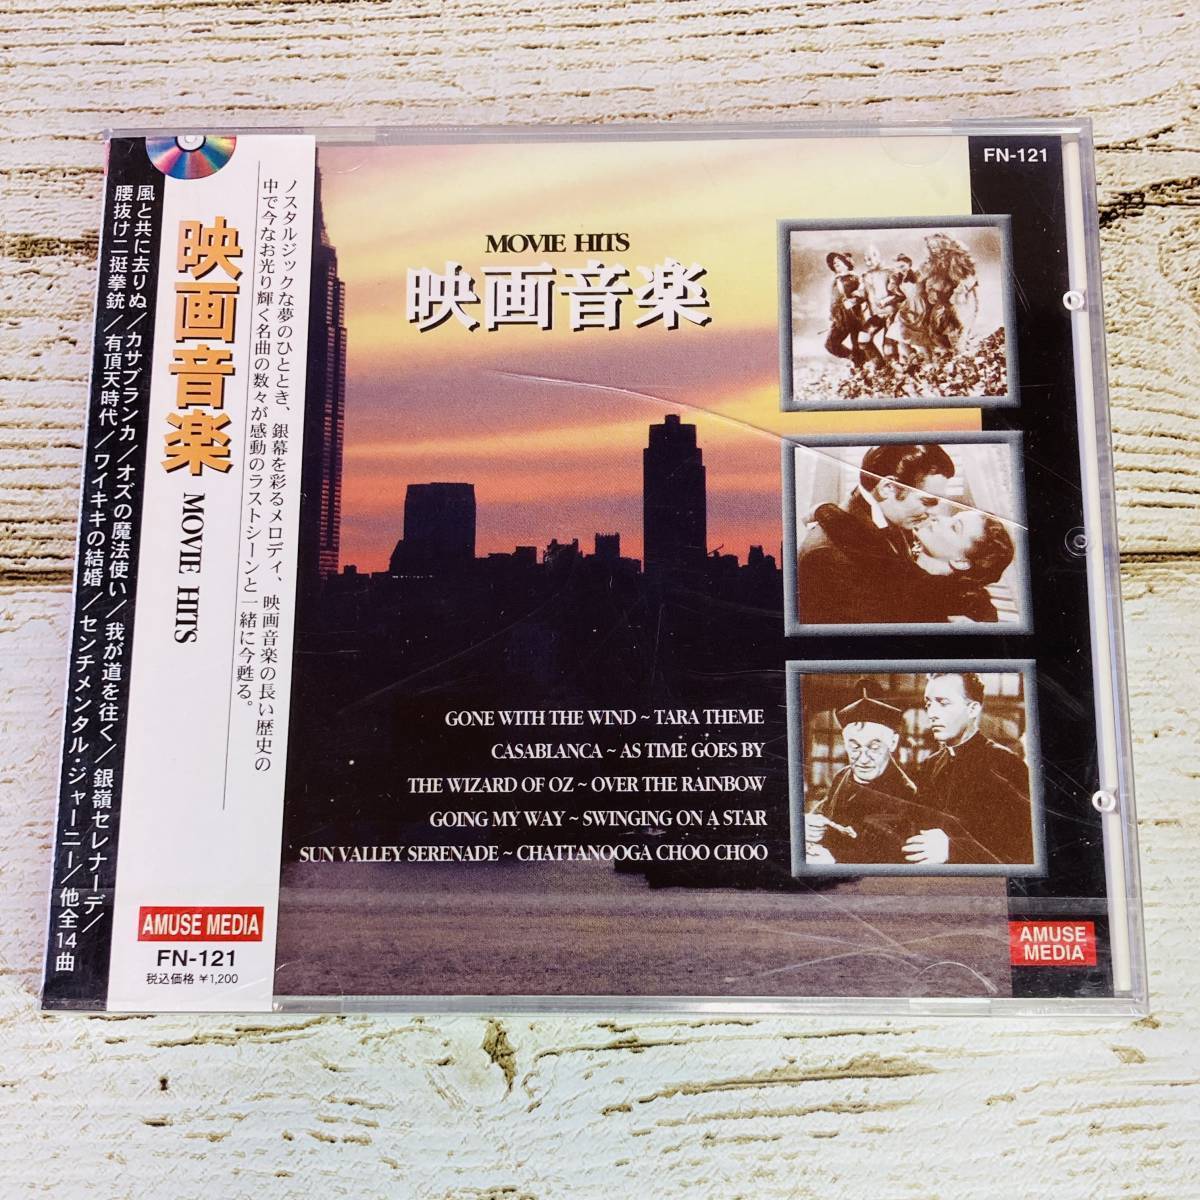 風と共に去りぬ/カサブランカ/オズの魔法使い/我が道を往く/銀嶺セレナーデ/
腰抜け二挺拳銃/有頂天時代/ワイキキの結婚/センチメンタル・ジャーニー/他全14曲
映画音楽 MOVIE HITS
ノスタルジックな夢のひととき、銀幕を彩るメロディ、映画音楽の長い歴史の
中で今なお光り輝く名曲の数々が感動のラストシーンと一緒に今甦る。
AMUSE MEDIA
FN-121
税込価格 ¥1,200
FN-121
MOVIE HITS
映画音楽
GONE WITH THE WIND ~ TARA THEME
CASABLANCA ~ AS TIME GOES BY
THE WIZARD OF OZ ~ OVER THE RAINBOW
GOING MY WAY ~ SWINGING ON A STAR
SUN VALLEY SERENADE ~ CHATTANOOGA CHOO CHOO
AMUSE
MEDIA